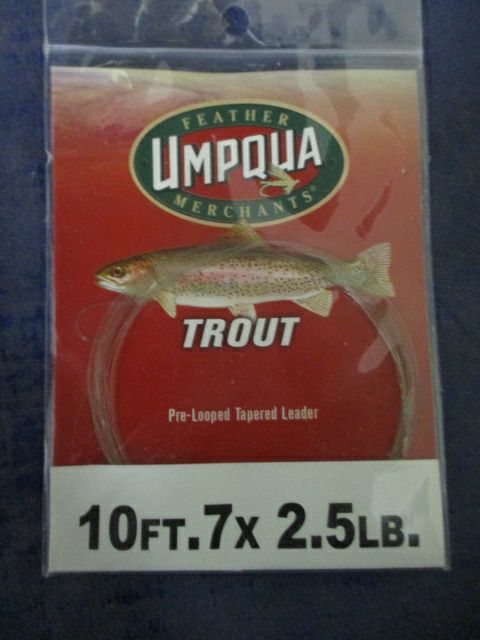 FEATHER
UMPQUA
MERCHANTS®
TROUT
Pre-Looped Tapered Leader
10FT.7X 2.5LB.